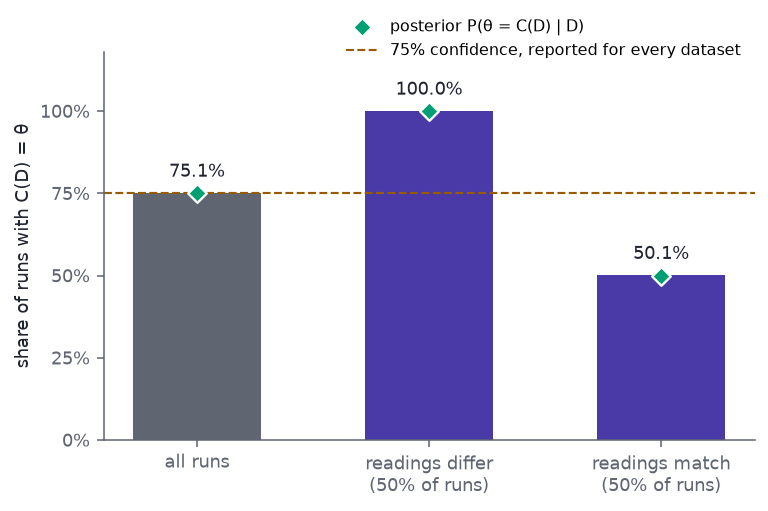 posterior P(θ = C(D) | D)
75% confidence, reported for every dataset
share of runs with C(D) = θ
100%
75%
50%
25%
0%
75.1%
100.0%
50.1%
all runs
readings differ
(50% of runs)
readings match
(50% of runs)